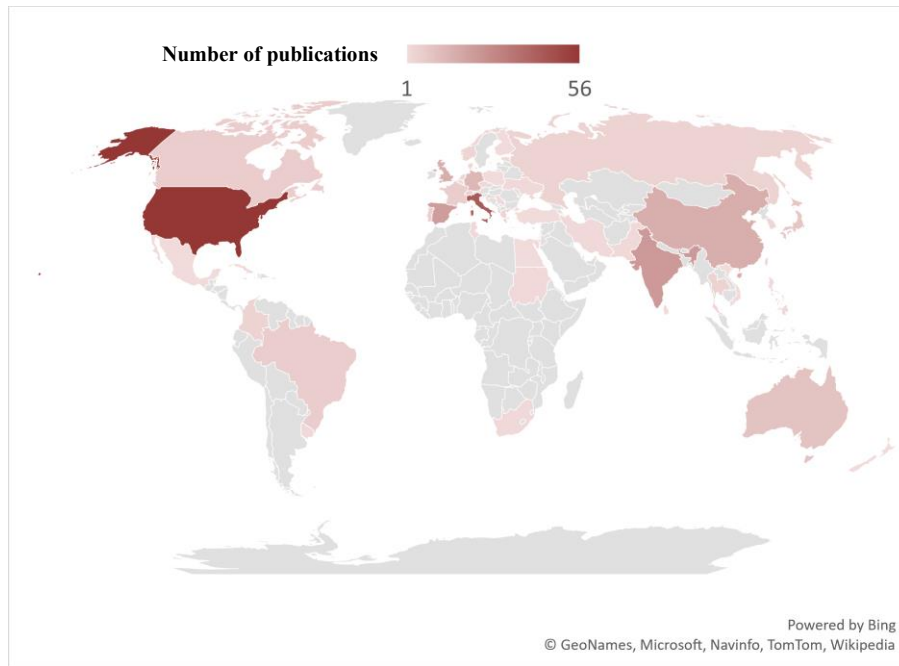 Number of publications
1 56
Powered by Bing
© GeoNames, Microsoft, Navinfo, TomTom, Wikipedia